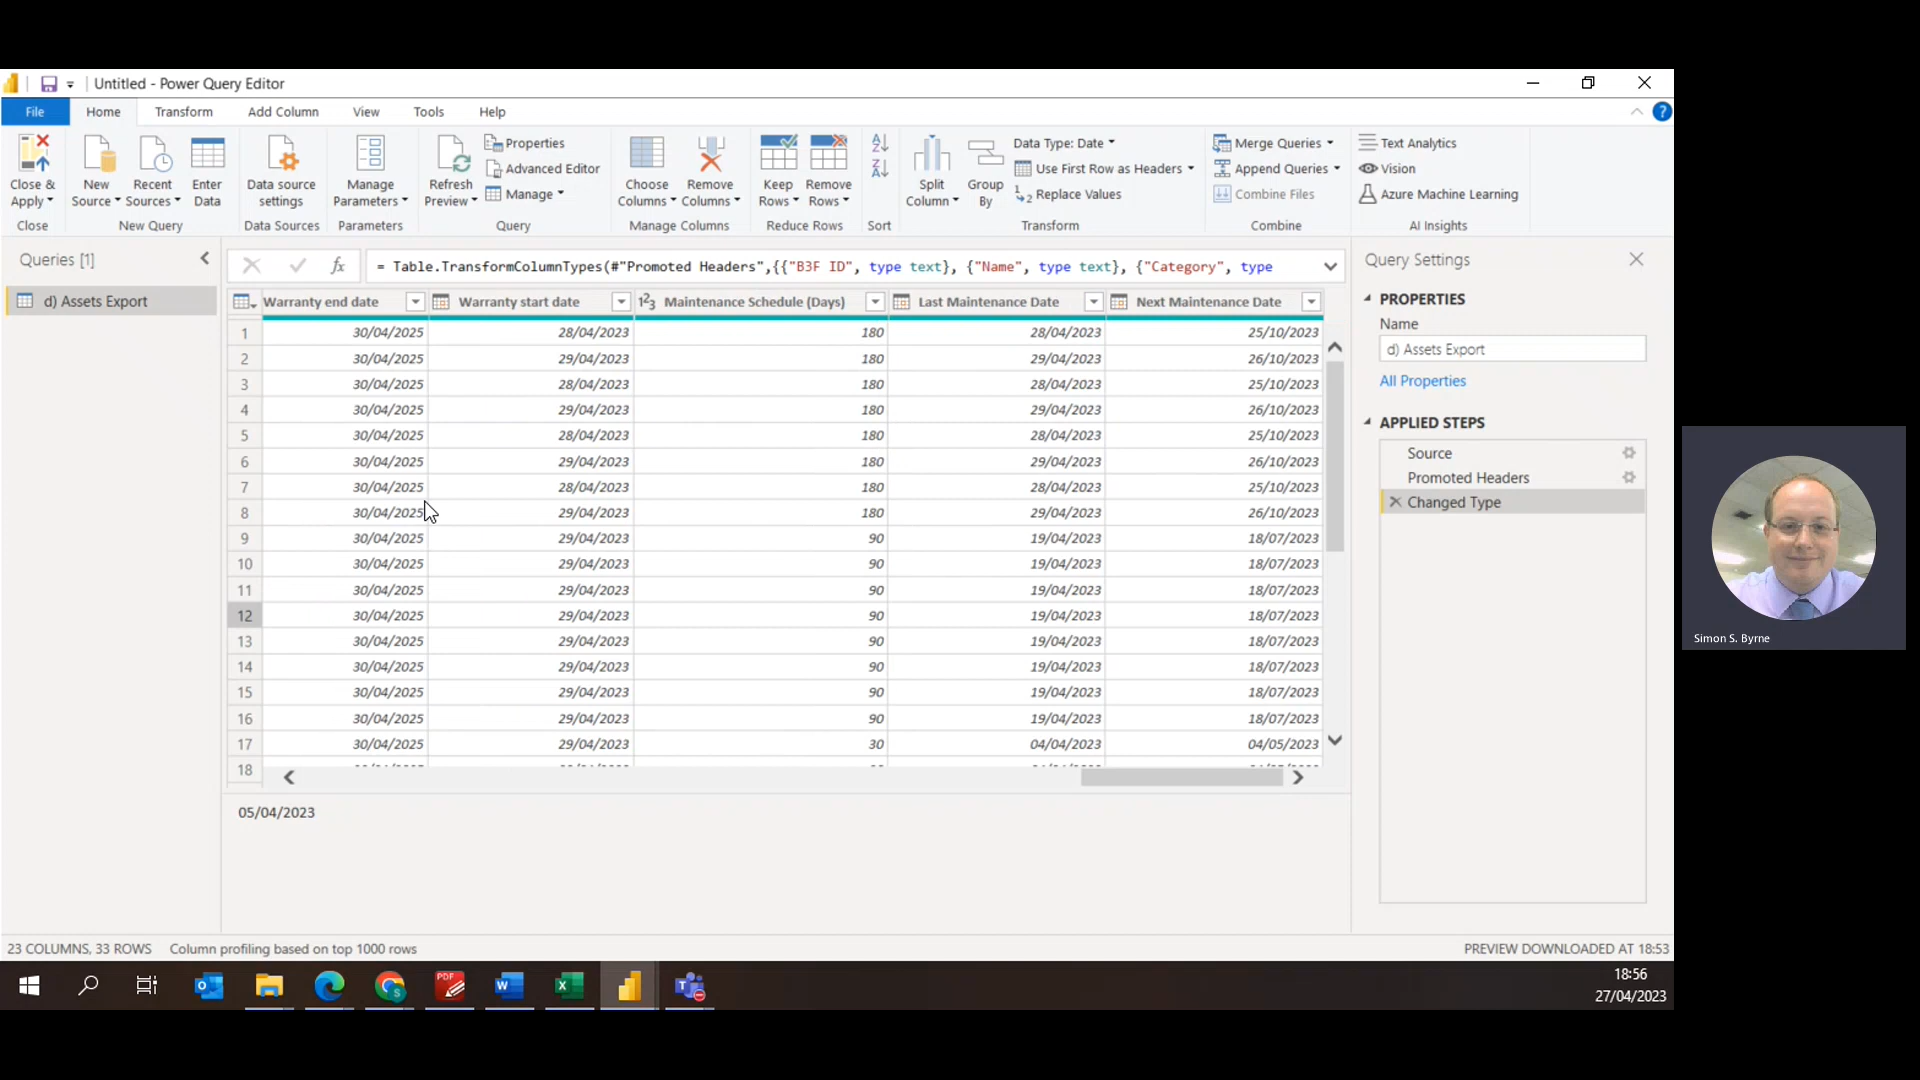 Untitled - Power Query Editor
File Home Transform Add Column View Tools Help
Close & Apply
New Source
Recent Sources
Enter Data
Data source settings
Manage Parameters
Refresh Preview
Properties
Advanced Editor
Manage
Choose Columns
Remove Columns
Keep Rows
Remove Rows
Split Column
Group By
Data Type: Date
Use First Row as Headers
Replace Values
Merge Queries
Append Queries
Combine Files
Text Analytics
Vision
Azure Machine Learning
Close New Query Data Sources Parameters Query Manage Columns Reduce Rows Sort Transform Combine AI Insights
Queries [1]
d) Assets Export
fx = Table.TransformColumnTypes(#"Promoted Headers",{{"B3F ID", type text}, {"Name", type text}, {"Category", type
Warranty end date Warranty start date 123 Maintenance Schedule (Days) Last Maintenance Date Next Maintenance Date
1 30/04/2025 28/04/2023 180 28/04/2023 25/10/2023
2 30/04/2025 29/04/2023 180 29/04/2023 26/10/2023
3 30/04/2025 28/04/2023 180 28/04/2023 25/10/2023
4 30/04/2025 29/04/2023 180 29/04/2023 26/10/2023
5 30/04/2025 28/04/2023 180 28/04/2023 25/10/2023
6 30/04/2025 29/04/2023 180 29/04/2023 26/10/2023
7 30/04/2025 28/04/2023 180 28/04/2023 25/10/2023
8 30/04/2025 29/04/2023 180 29/04/2023 26/10/2023
9 30/04/2025 29/04/2023 90 19/04/2023 18/07/2023
10 30/04/2025 29/04/2023 90 19/04/2023 18/07/2023
11 30/04/2025 29/04/2023 90 19/04/2023 18/07/2023
12 30/04/2025 29/04/2023 90 19/04/2023 18/07/2023
13 30/04/2025 29/04/2023 90 19/04/2023 18/07/2023
14 30/04/2025 29/04/2023 90 19/04/2023 18/07/2023
15 30/04/2025 29/04/2023 90 19/04/2023 18/07/2023
16 30/04/2025 29/04/2023 90 19/04/2023 18/07/2023
17 30/04/2025 29/04/2023 30 04/04/2023 04/05/2023
18
05/04/2023
Query Settings
PROPERTIES
Name
d) Assets Export
All Properties
APPLIED STEPS
Source
Promoted Headers
Changed Type
Simon S. Byrne
23 COLUMNS, 33 ROWS Column profiling based on top 1000 rows PREVIEW DOWNLOADED AT 18:53
18:56
27/04/2023